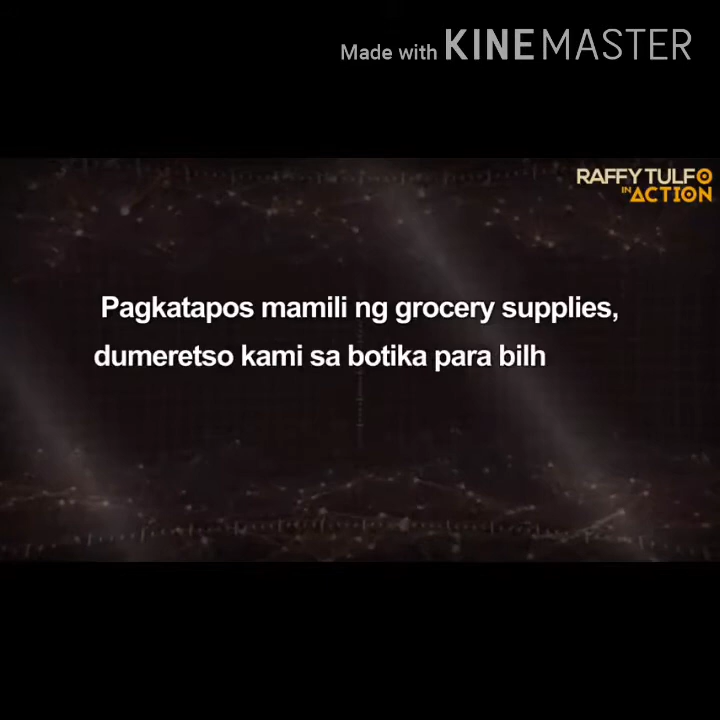 Made with KINEMASTER
RAFFY TULFO
IN ACTION
Pagkatapos mamili ng grocery supplies,
dumeretso kami sa botika para bilh